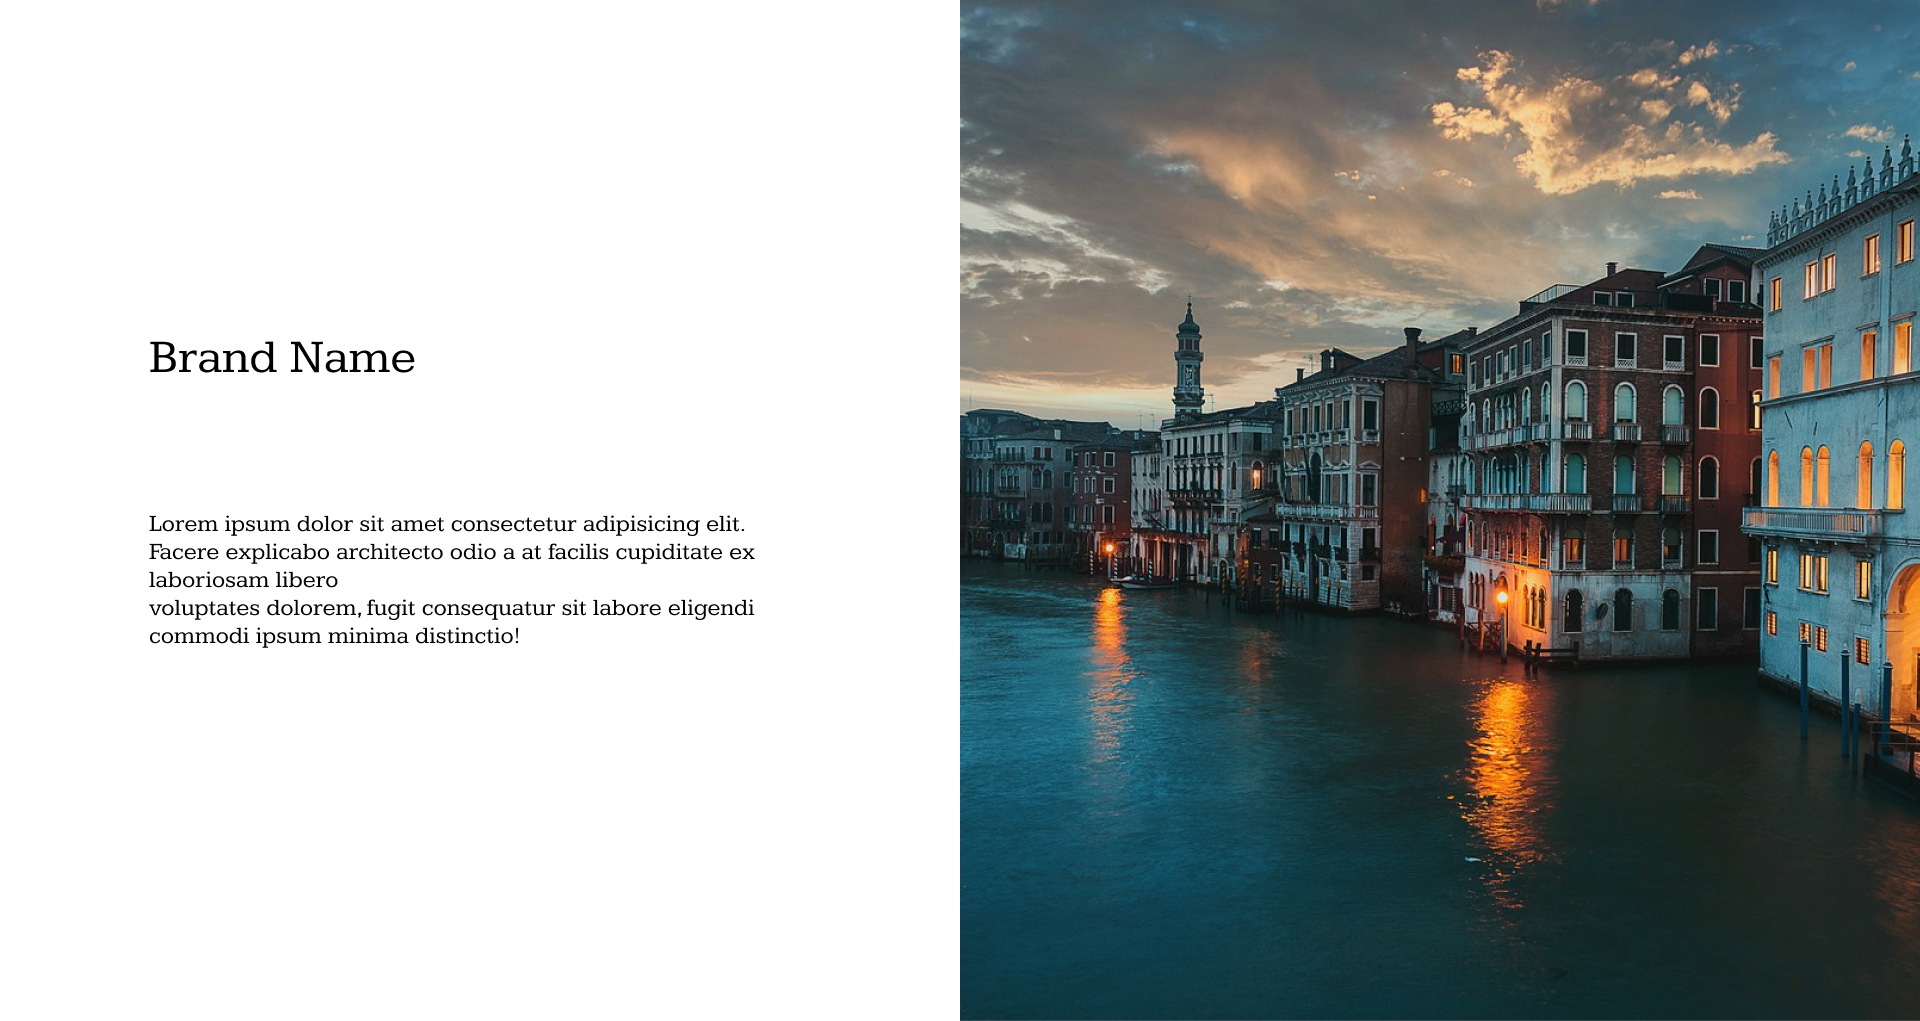 Brand Name
Lorem ipsum dolor sit amet consectetur adipisicing elit.
Facere explicabo architecto odio a at facilis cupiditate ex
laboriosam libero
voluptates dolorem, fugit consequatur sit labore eligendi
commodi ipsum minima distinctio!